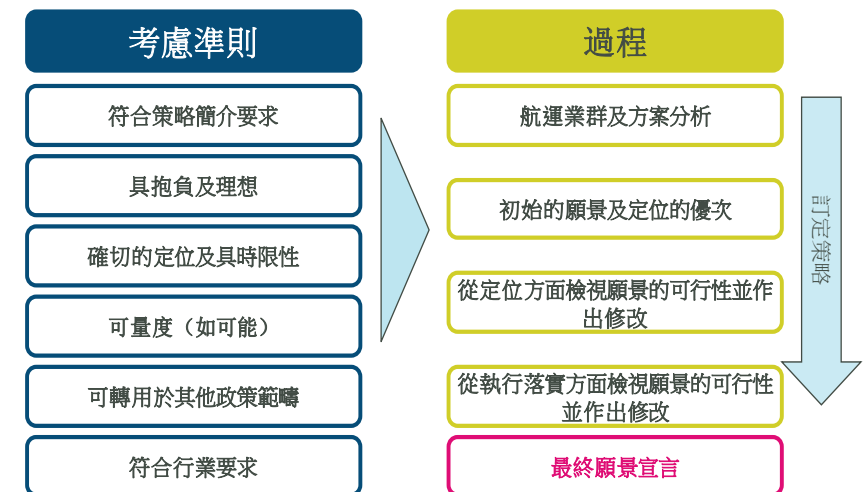 考慮準則
符合策略簡介要求
具抱負及理想
確切的定位及具時限性
可量度（如可能）
可轉用於其他政策範疇
符合行業要求
過程
航運業群及方案分析
初始的願景及定位的優次
從定位方面檢視願景的可行性並作
出修改
從執行落實方面檢視願景的可行性
並作出修改
最終願景宣言
訂定策略